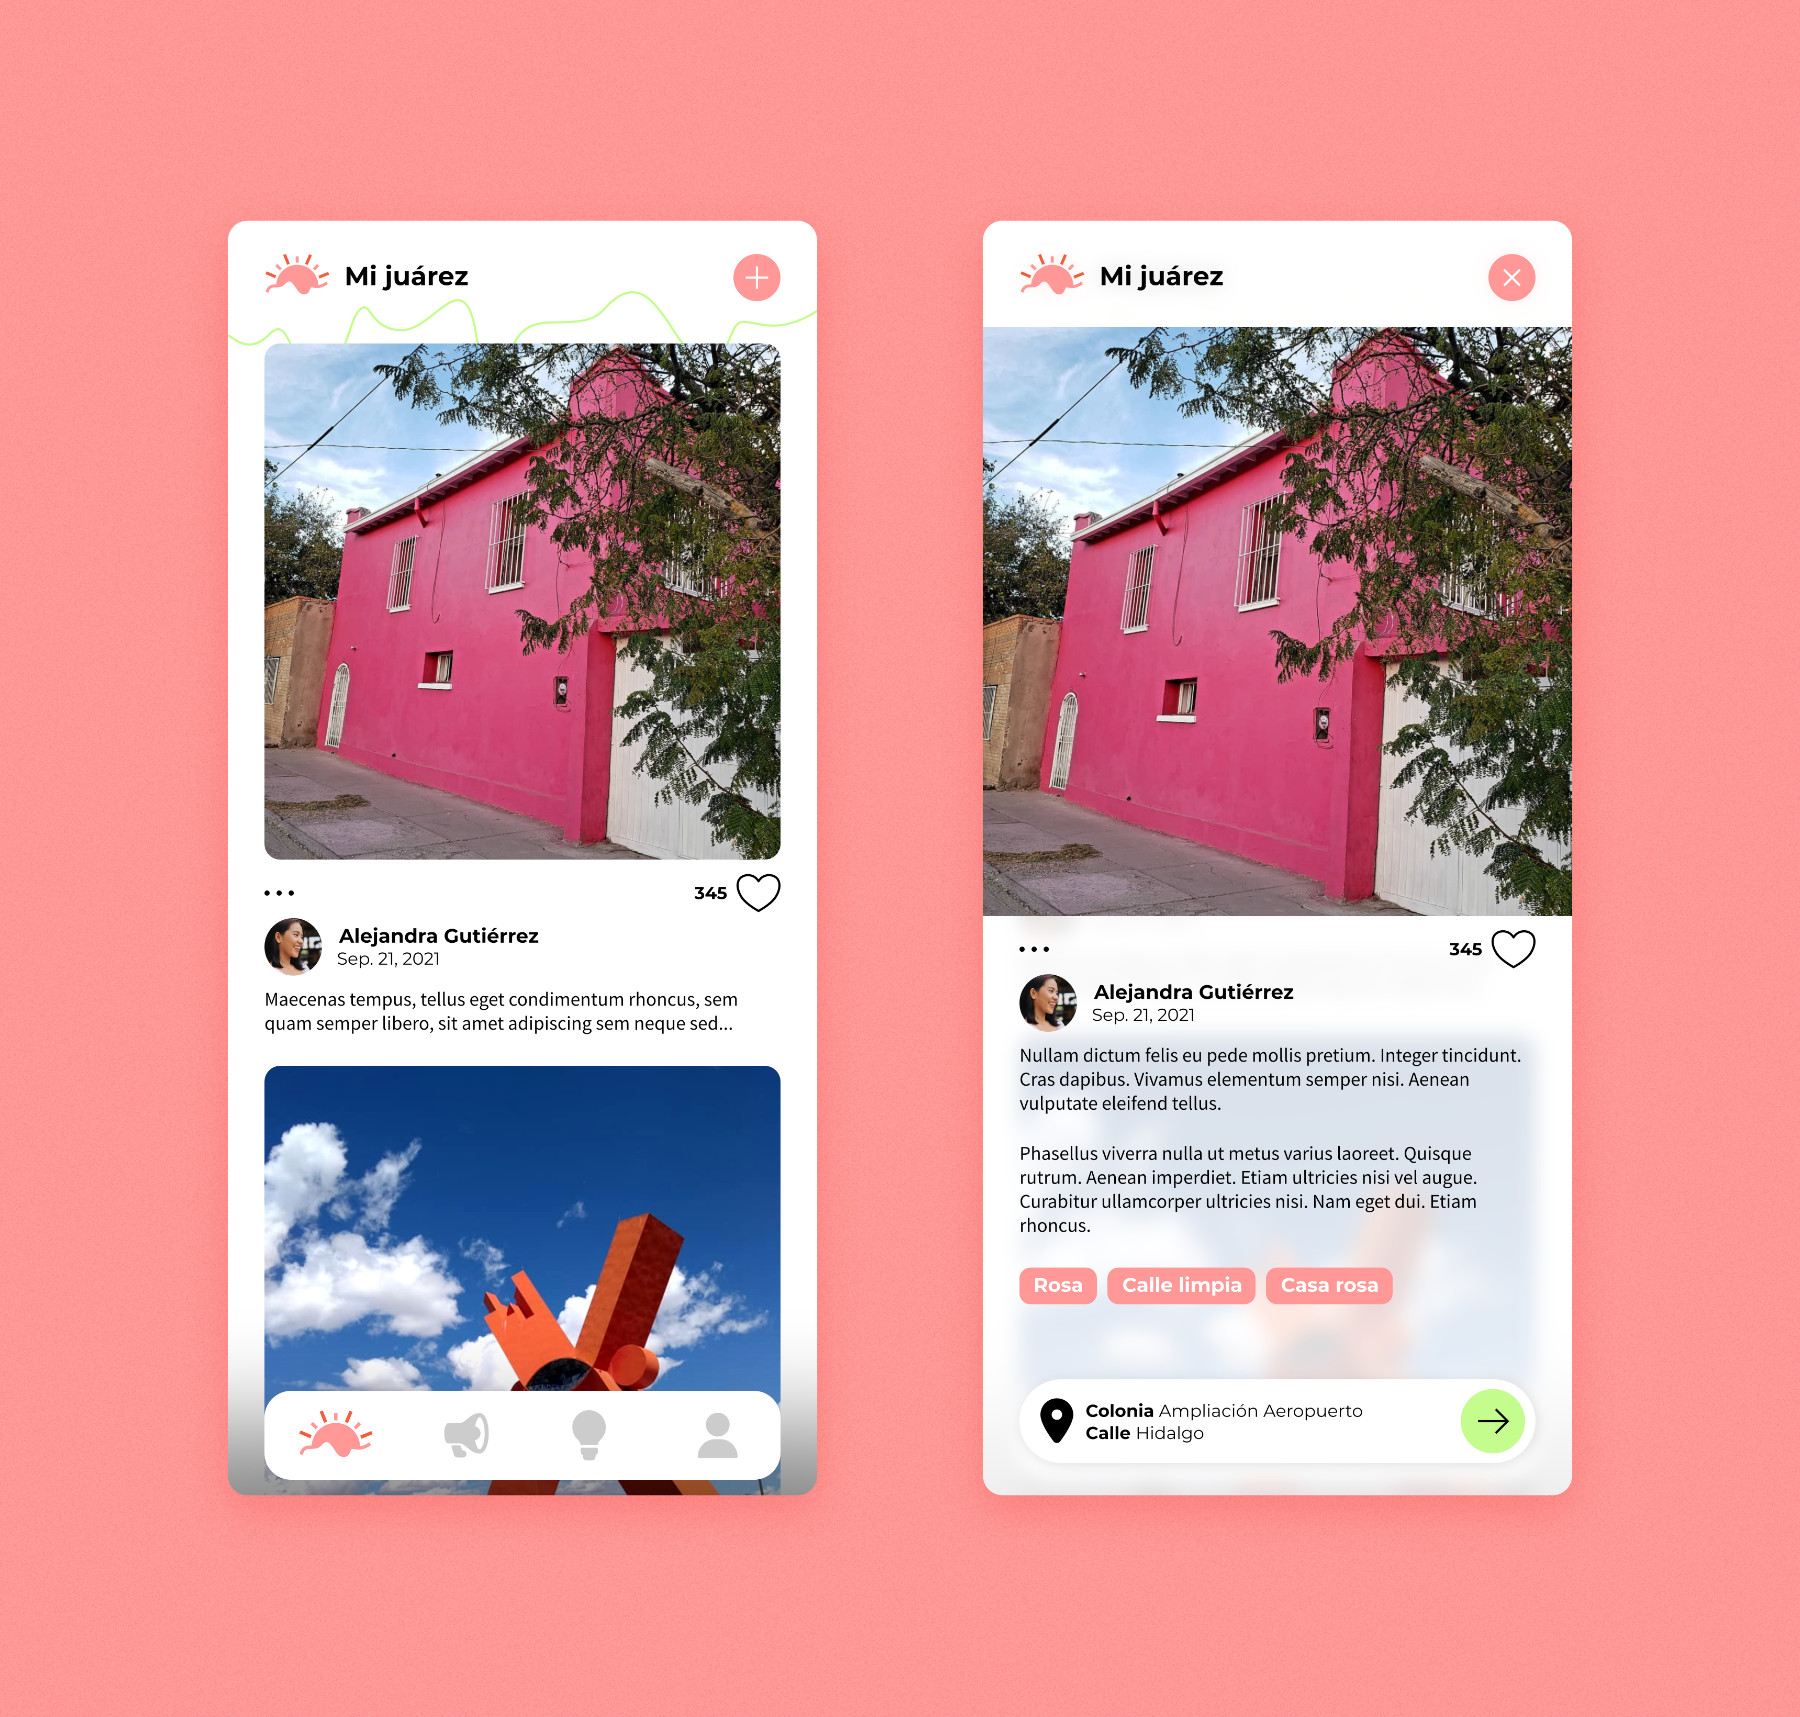 Mi juárez
345
Alejandra Gutiérrez
Sep. 21, 2021
Maecenas tempus, tellus eget condimentum rhoncus, sem
quam semper libero, sit amet adipiscing sem neque sed...
Mi juárez
345
Alejandra Gutiérrez
Sep. 21, 2021
Nullam dictum felis eu pede mollis pretium. Integer tincidunt.
Cras dapibus. Vivamus elementum semper nisi. Aenean
vulputate eleifend tellus.
Phasellus viverra nulla ut metus varius laoreet. Quisque
rutrum. Aenean imperdiet. Etiam ultricies nisi vel augue.
Curabitur ullamcorper ultricies nisi. Nam eget dui. Etiam
rhoncus.
Rosa Calle limpia Casa rosa
Colonia Ampliación Aeropuerto
Calle Hidalgo